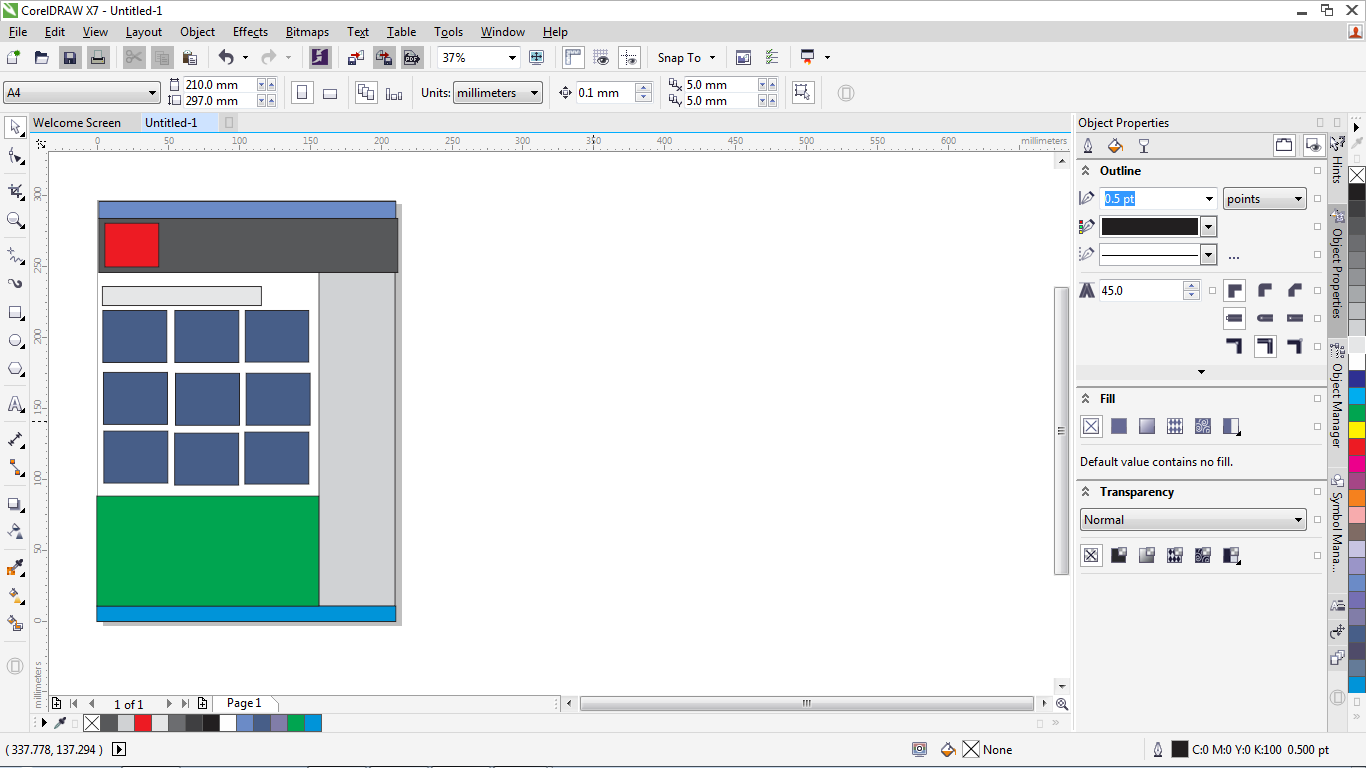 CorelDRAW X7 - Untitled-1
File Edit View Layout Object Effects Bitmaps Text Table Tools Window Help
PDF 37% Snap To
A4 210.0 mm 297.0 mm Units: millimeters 0.1 mm 5.0 mm 5.0 mm
Welcome Screen Untitled-1
Object Properties
0 50 100 150 200 250 300 350 400 450 500 550 600 millimeters
300 250 200 150 100 50 0 millimeters
Outline
0.5 pt points
...
45.0
Fill
Default value contains no fill.
Transparency
Normal
Hints
Object Properties
Object Manager
Symbol Mana...
1 of 1 Page 1
( 337.778, 137.294 ) None C:0 M:0 Y:0 K:100 0.500 pt